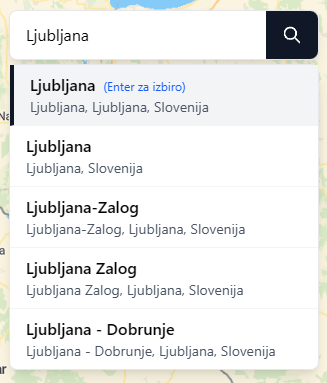 Ljubljana
Ljubljana (Enter za izbiro)
Ljubljana, Ljubljana, Slovenija
Ljubljana
Ljubljana, Slovenija
Ljubljana-Zalog
Ljubljana-Zalog, Ljubljana, Slovenija
Ljubljana Zalog
Ljubljana Zalog, Ljubljana, Slovenija
Ljubljana - Dobrunje
Ljubljana - Dobrunje, Ljubljana, Slovenija